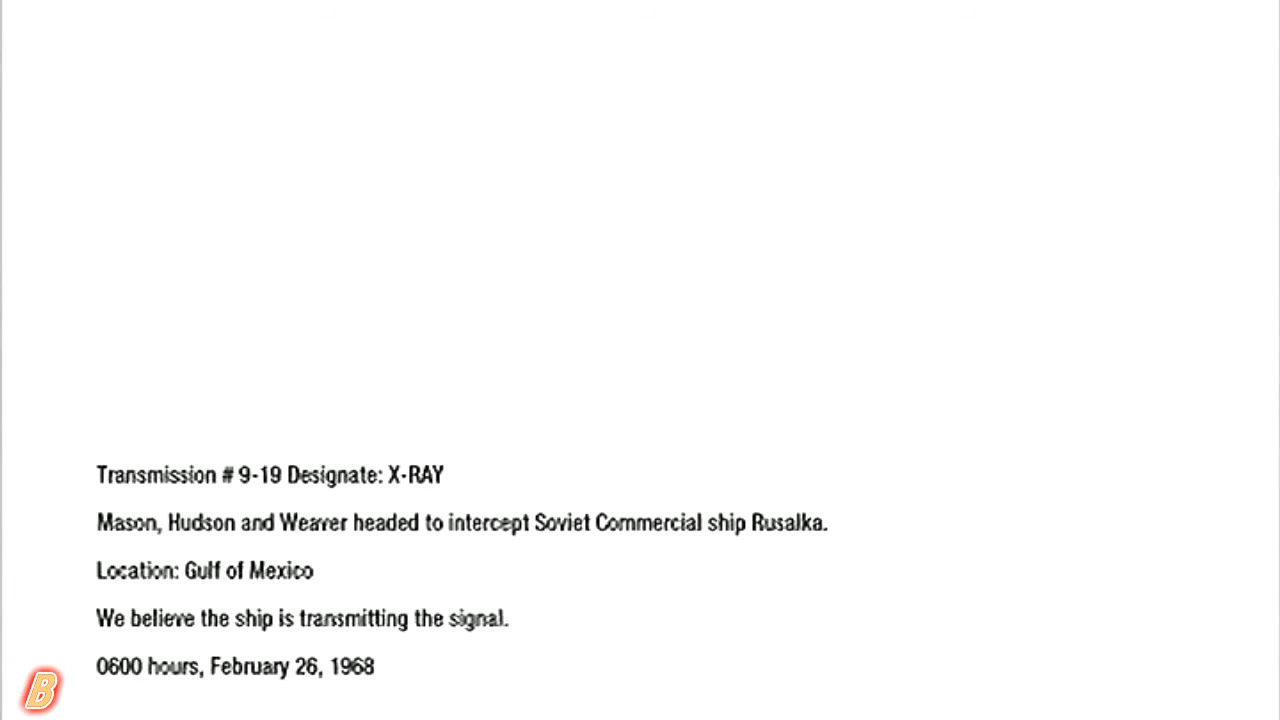 Transmission # 9-19 Designate: X-RAY
Mason, Hudson and Weaver headed to intercept Soviet Commercial ship Rusalka.
Location: Gulf of Mexico
We believe the ship is transmitting the signal.
0600 hours, February 26, 1968
B